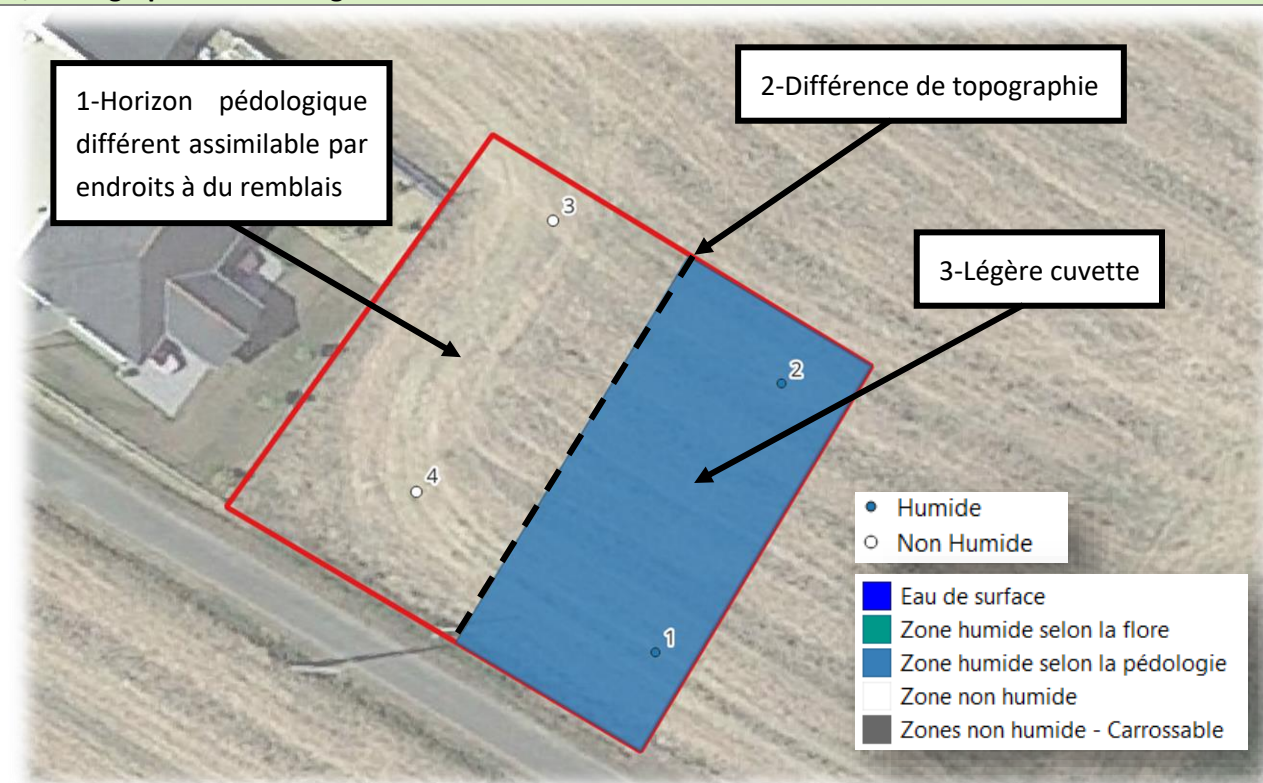 1-Horizon pédologique
différent assimilable par
endroits à du remblais
2-Différence de topographie
3-Légère cuvette
3
2
4
1
Humide
Non Humide
Eau de surface
Zone humide selon la flore
Zone humide selon la pédologie
Zone non humide
Zones non humide - Carrossable